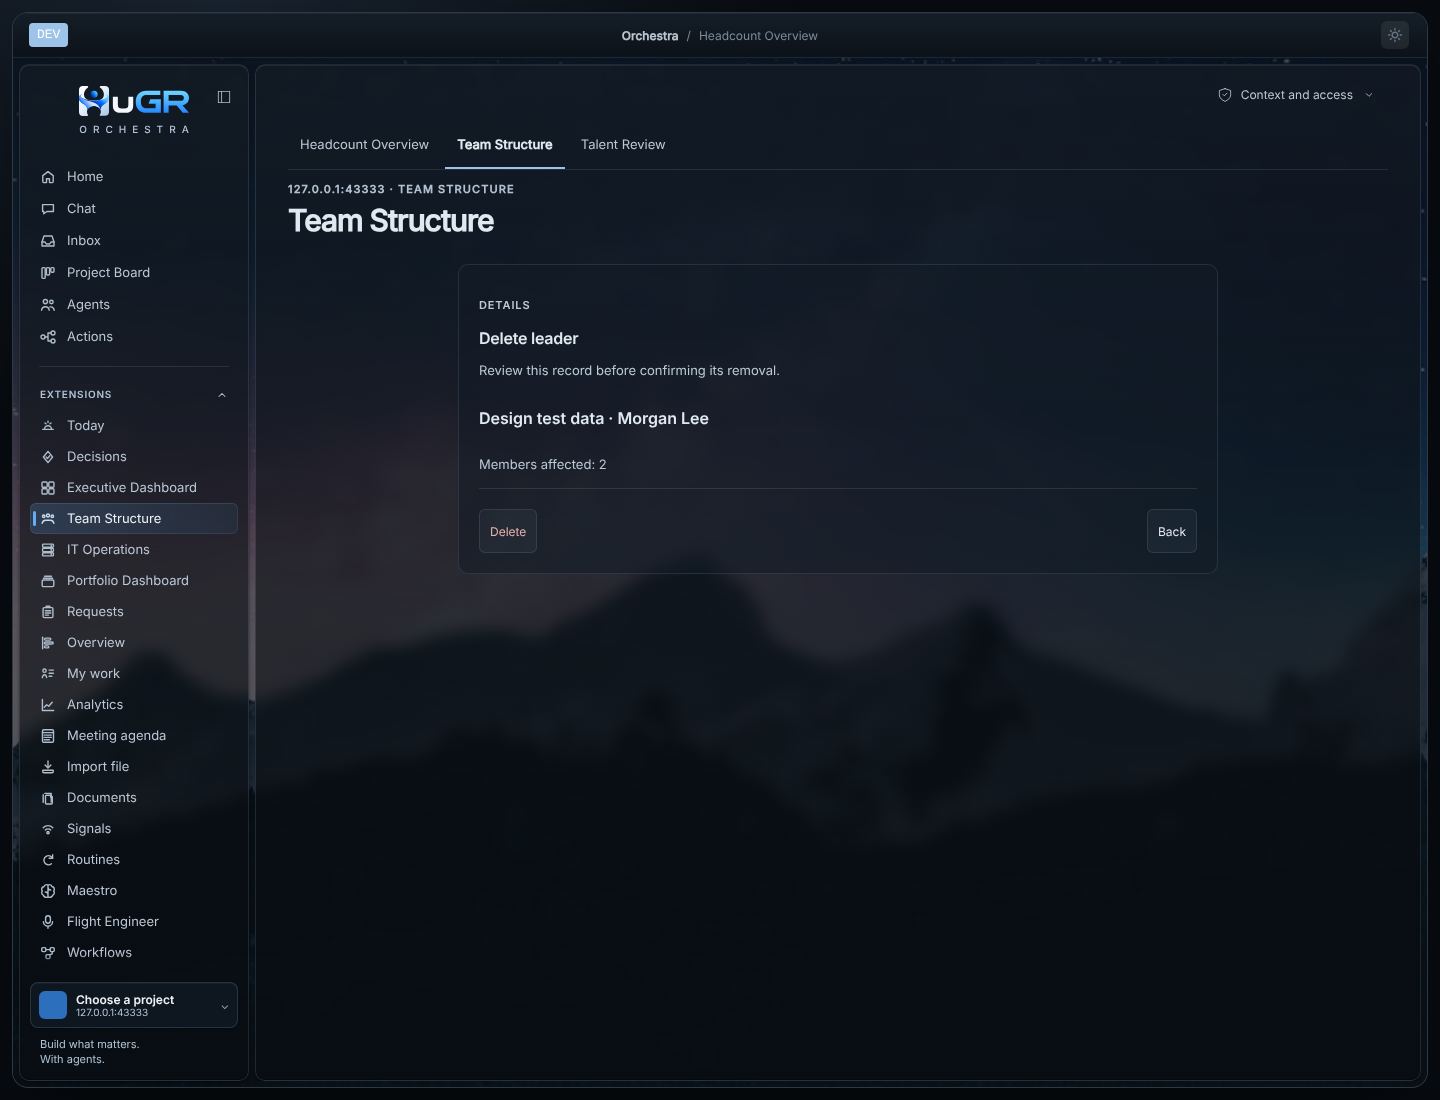 DEV
Orchestra / Headcount Overview
HuGR
ORCHESTRA
Context and access
Home
Chat
Inbox
Project Board
Agents
Actions
EXTENSIONS
Today
Decisions
Executive Dashboard
Team Structure
IT Operations
Portfolio Dashboard
Requests
Overview
My work
Analytics
Meeting agenda
Import file
Documents
Signals
Routines
Maestro
Flight Engineer
Workflows
Choose a project
127.0.0.1:43333
Build what matters.
With agents.
Headcount Overview Team Structure Talent Review
127.0.0.1:43333 · TEAM STRUCTURE
Team Structure
DETAILS
Delete leader
Review this record before confirming its removal.
Design test data · Morgan Lee
Members affected: 2
Delete Back